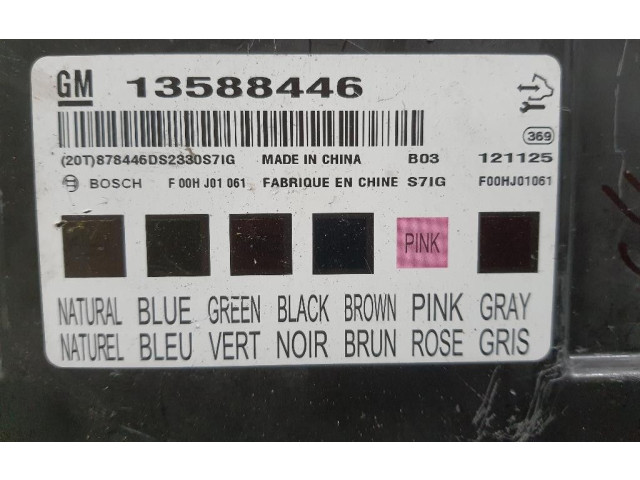 GM 13588446
369
(20T)878446DS2330S7IG MADE IN CHINA B03 121125
BOSCH F 00H J01 061 FABRIQUE EN CHINE S7IG F00HJ01061
PINK
NATURAL BLUE GREEN BLACK BROWN PINK GRAY
NATUREL BLEU VERT NOIR BRUN ROSE GRIS